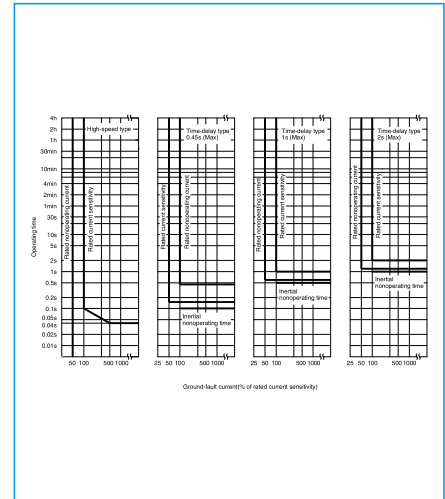 4h
2h
1h
30min
10min
4min
2min
1min
30s
10s
5s
2s
1s
0.5s
0.2s
0.1s
0.05s
0.04s
0.02s
0.01s
Operating time
High-speed type
Rated nonoperating current
Rated current sensitivity
50 100 500 1000
Time-delay type
0.45s (Max)
Rated current sensitivity
Rated nonoperating current
Inertial
nonoperating time
25 50 100 500 1000
Time-delay type
1s (Max)
Rated nonoperating current
Rated current sensitivity
Inertial
nonoperating time
25 50 100 500 1000
Time-delay type
2s (Max)
Rated nonoperating current
Rated current sensitivity
Inertial
nonoperating time
25 50 100 500 1000
Ground-fault current(% of rated current sensitivity)